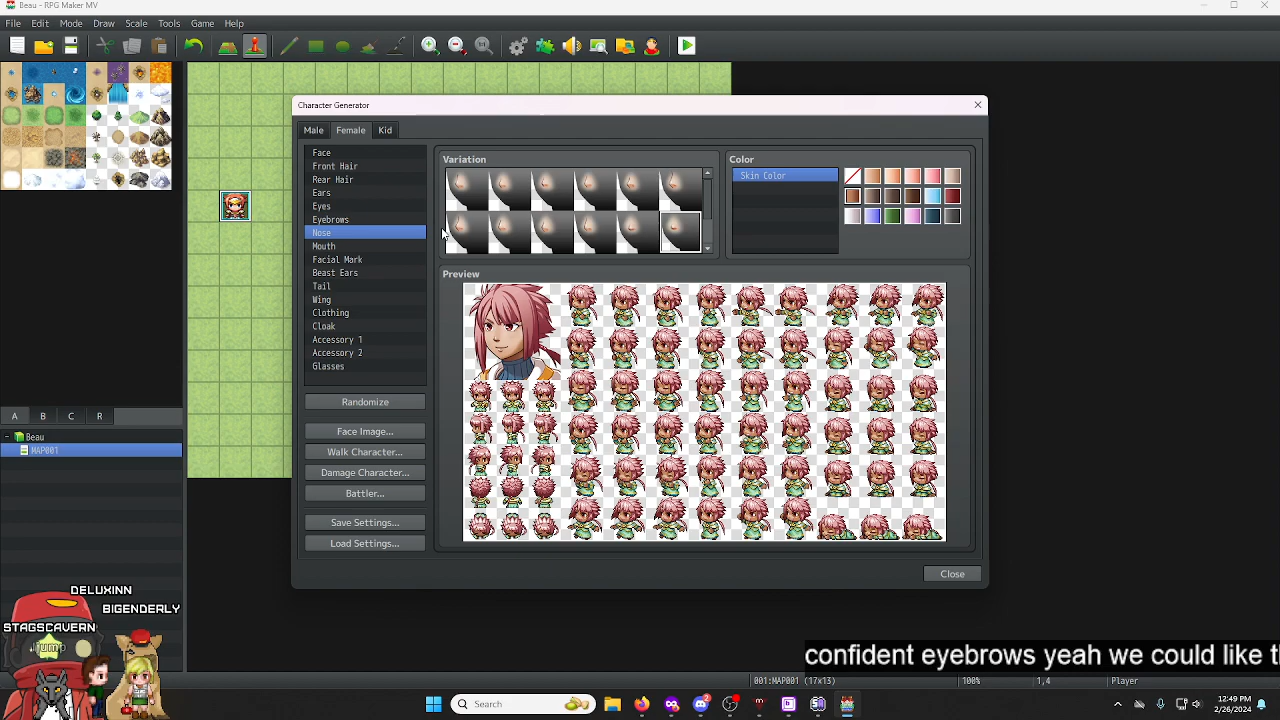 Beau - RPG Maker MV
File Edit Mode Draw Scale Tools Game Help
Character Generator
Male Female Kid
Face
Front Hair
Rear Hair
Ears
Eyes
Eyebrows
Nose
Mouth
Facial Mark
Beast Ears
Tail
Wing
Clothing
Cloak
Accessory 1
Accessory 2
Glasses
Randomize
Face Image...
Walk Character...
Damage Character...
Battler...
Save Settings...
Load Settings...
Variation
Color
Skin Color
Preview
Close
A B C R
Beau
MAP001
DELUXINN
BIGENDERLY
STAGSCAVERN
jump
confident eyebrows yeah we could like th
001:MAP001 (17x13) 100% 1,4 Player
Search
12:49 PM
2/26/2024